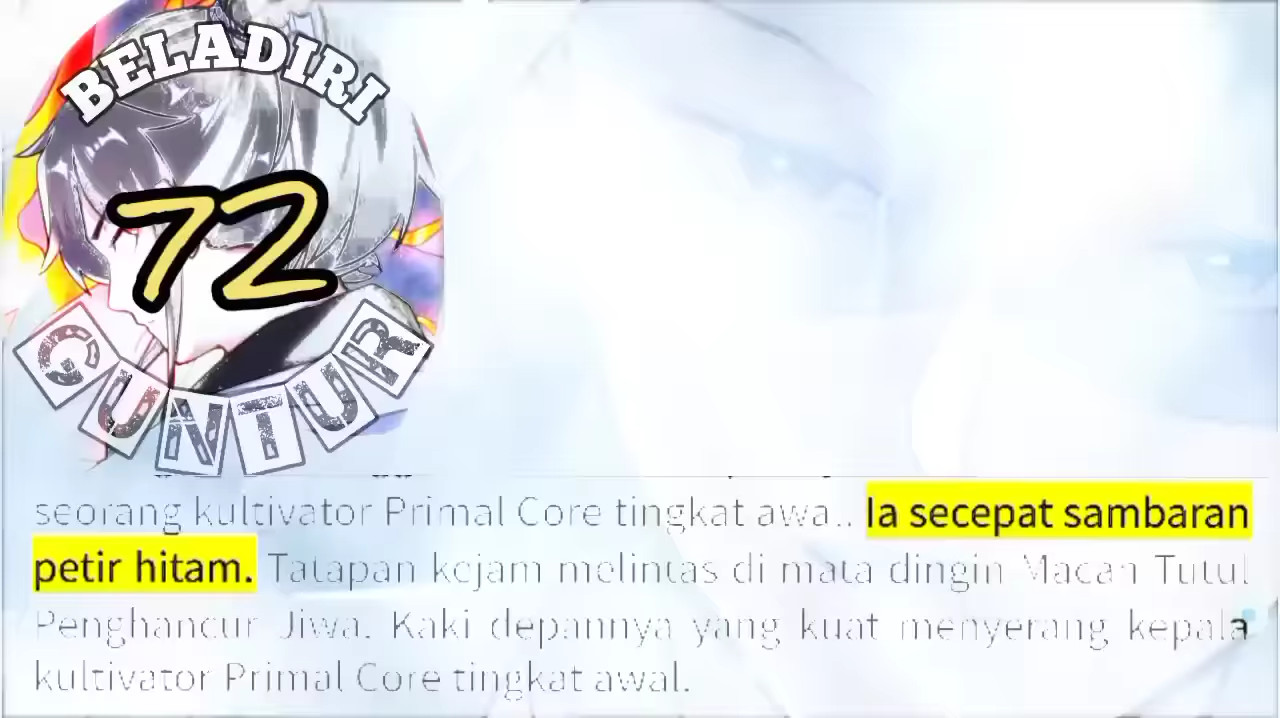 BELADIRI
72
GUNTUR
seorang kultivator Primal Core tingkat awal. Ia secepat sambaran
petir hitam. Tatapan kejam melintas di mata dingin Macan Tutul
Penghancur Jiwa. Kaki depannya yang kuat menyerang kepala
kultivator Primal Core tingkat awal.